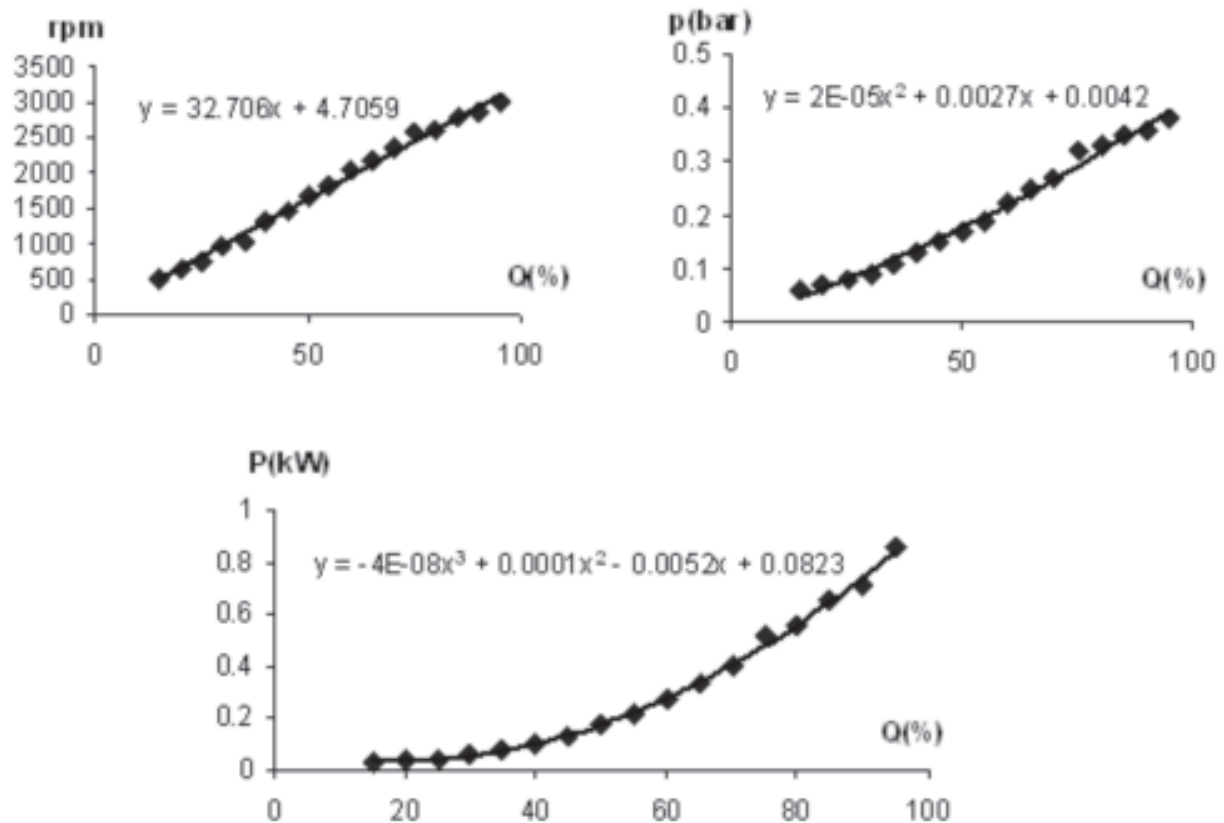 rpm
3500
3000
2500
2000
1500
1000
500
0
y = 32.706x + 4.7059
Q(%)
0 50 100
p(bar)
0.5
0.4
0.3
0.2
0.1
0
y = 2E-05x² + 0.0027x + 0.0042
Q(%)
0 50 100
P(kW)
1
0.8
0.6
0.4
0.2
0
y = -4E-08x³ + 0.0001x² - 0.0052x + 0.0823
Q(%)
0 20 40 60 80 100